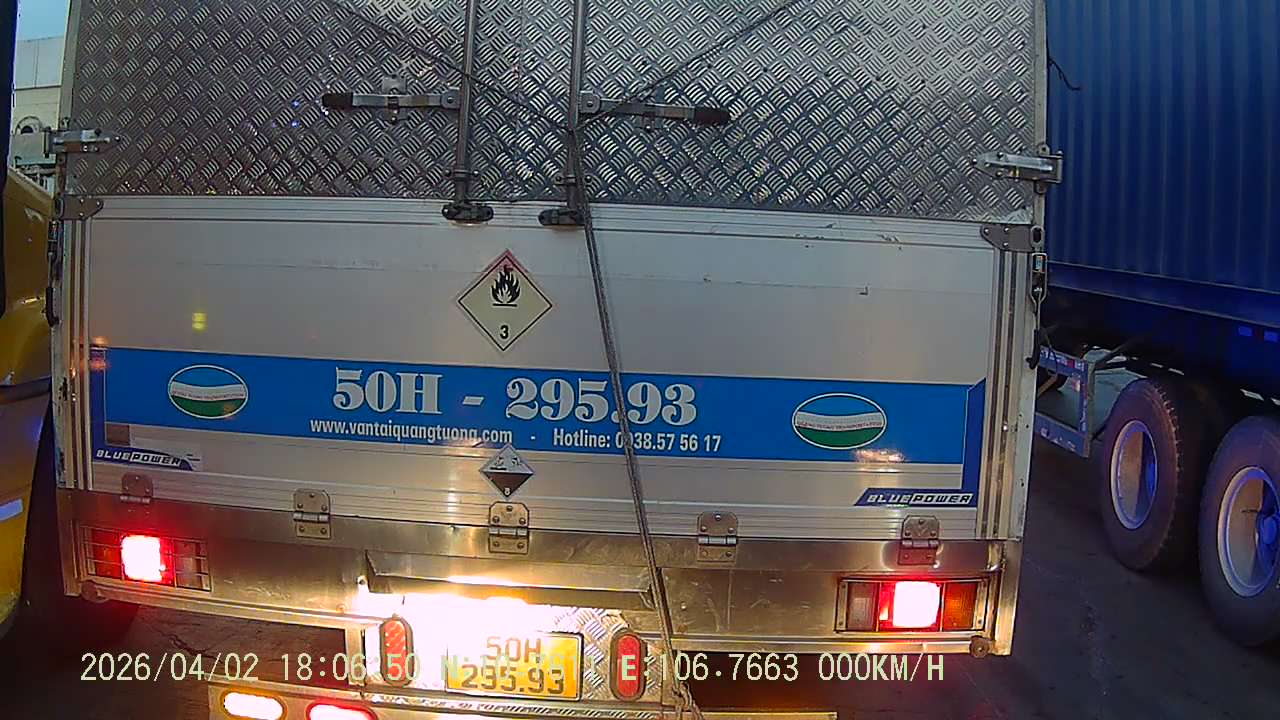 3
50H - 295.93
www.vantaiquangtuong.com - Hotline: 0938.57 56 17
BLUEPOWER
8
BLUEPOWER
50H
295.93
2026/04/02 18:06:50 E:106.7663 000KM/H